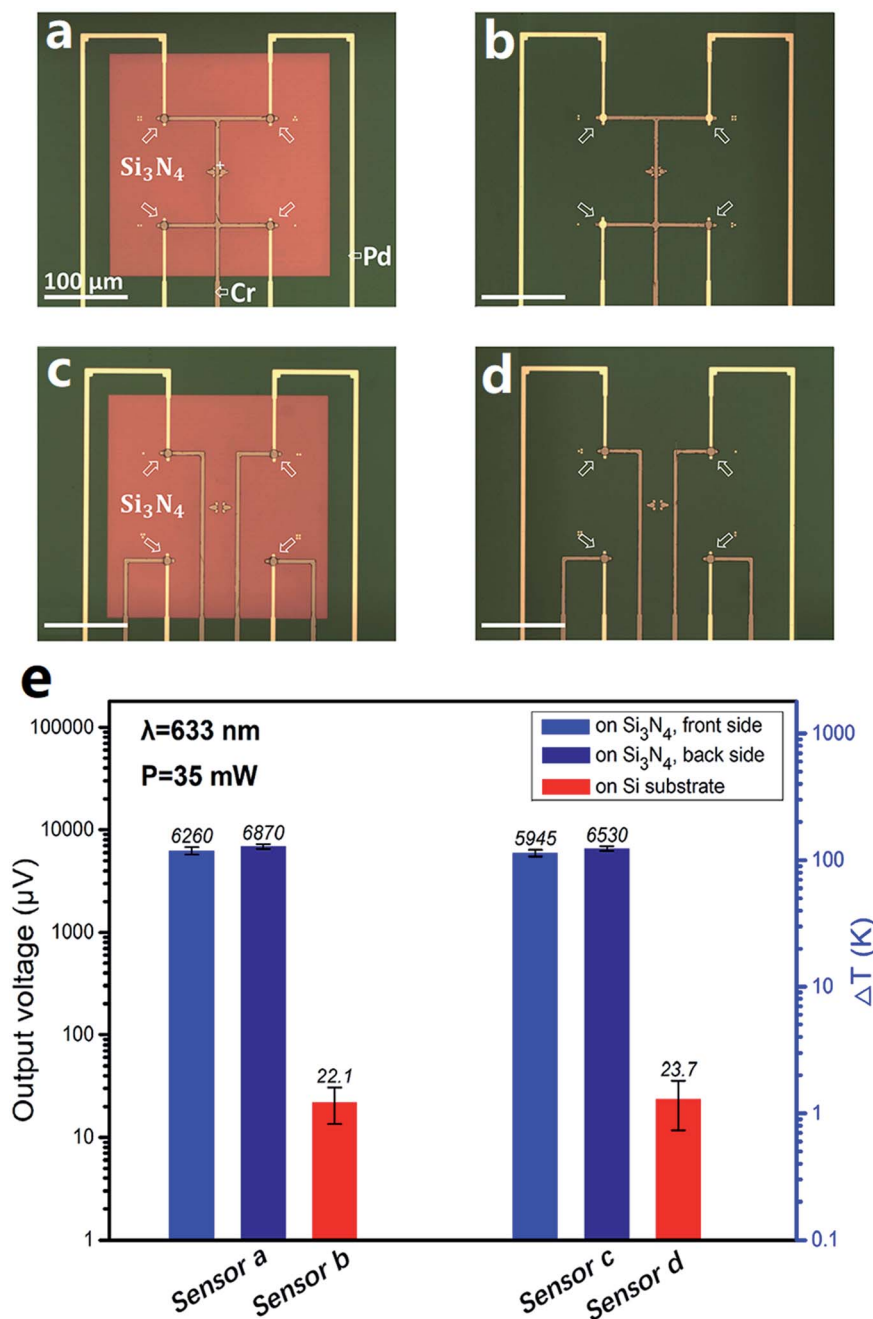 a
Si₃N₄
Pd
100 μm
Cr
b
c
Si₃N₄
d
e
λ=633 nm
P=35 mW
on Si₃N₄, front side
on Si₃N₄, back side
on Si substrate
100000
10000
1000
100
10
1
Output voltage (μV)
6260
6870
22.1
5945
6530
23.7
1000
100
10
1
0.1
ΔT (K)
Sensor a
Sensor b
Sensor c
Sensor d